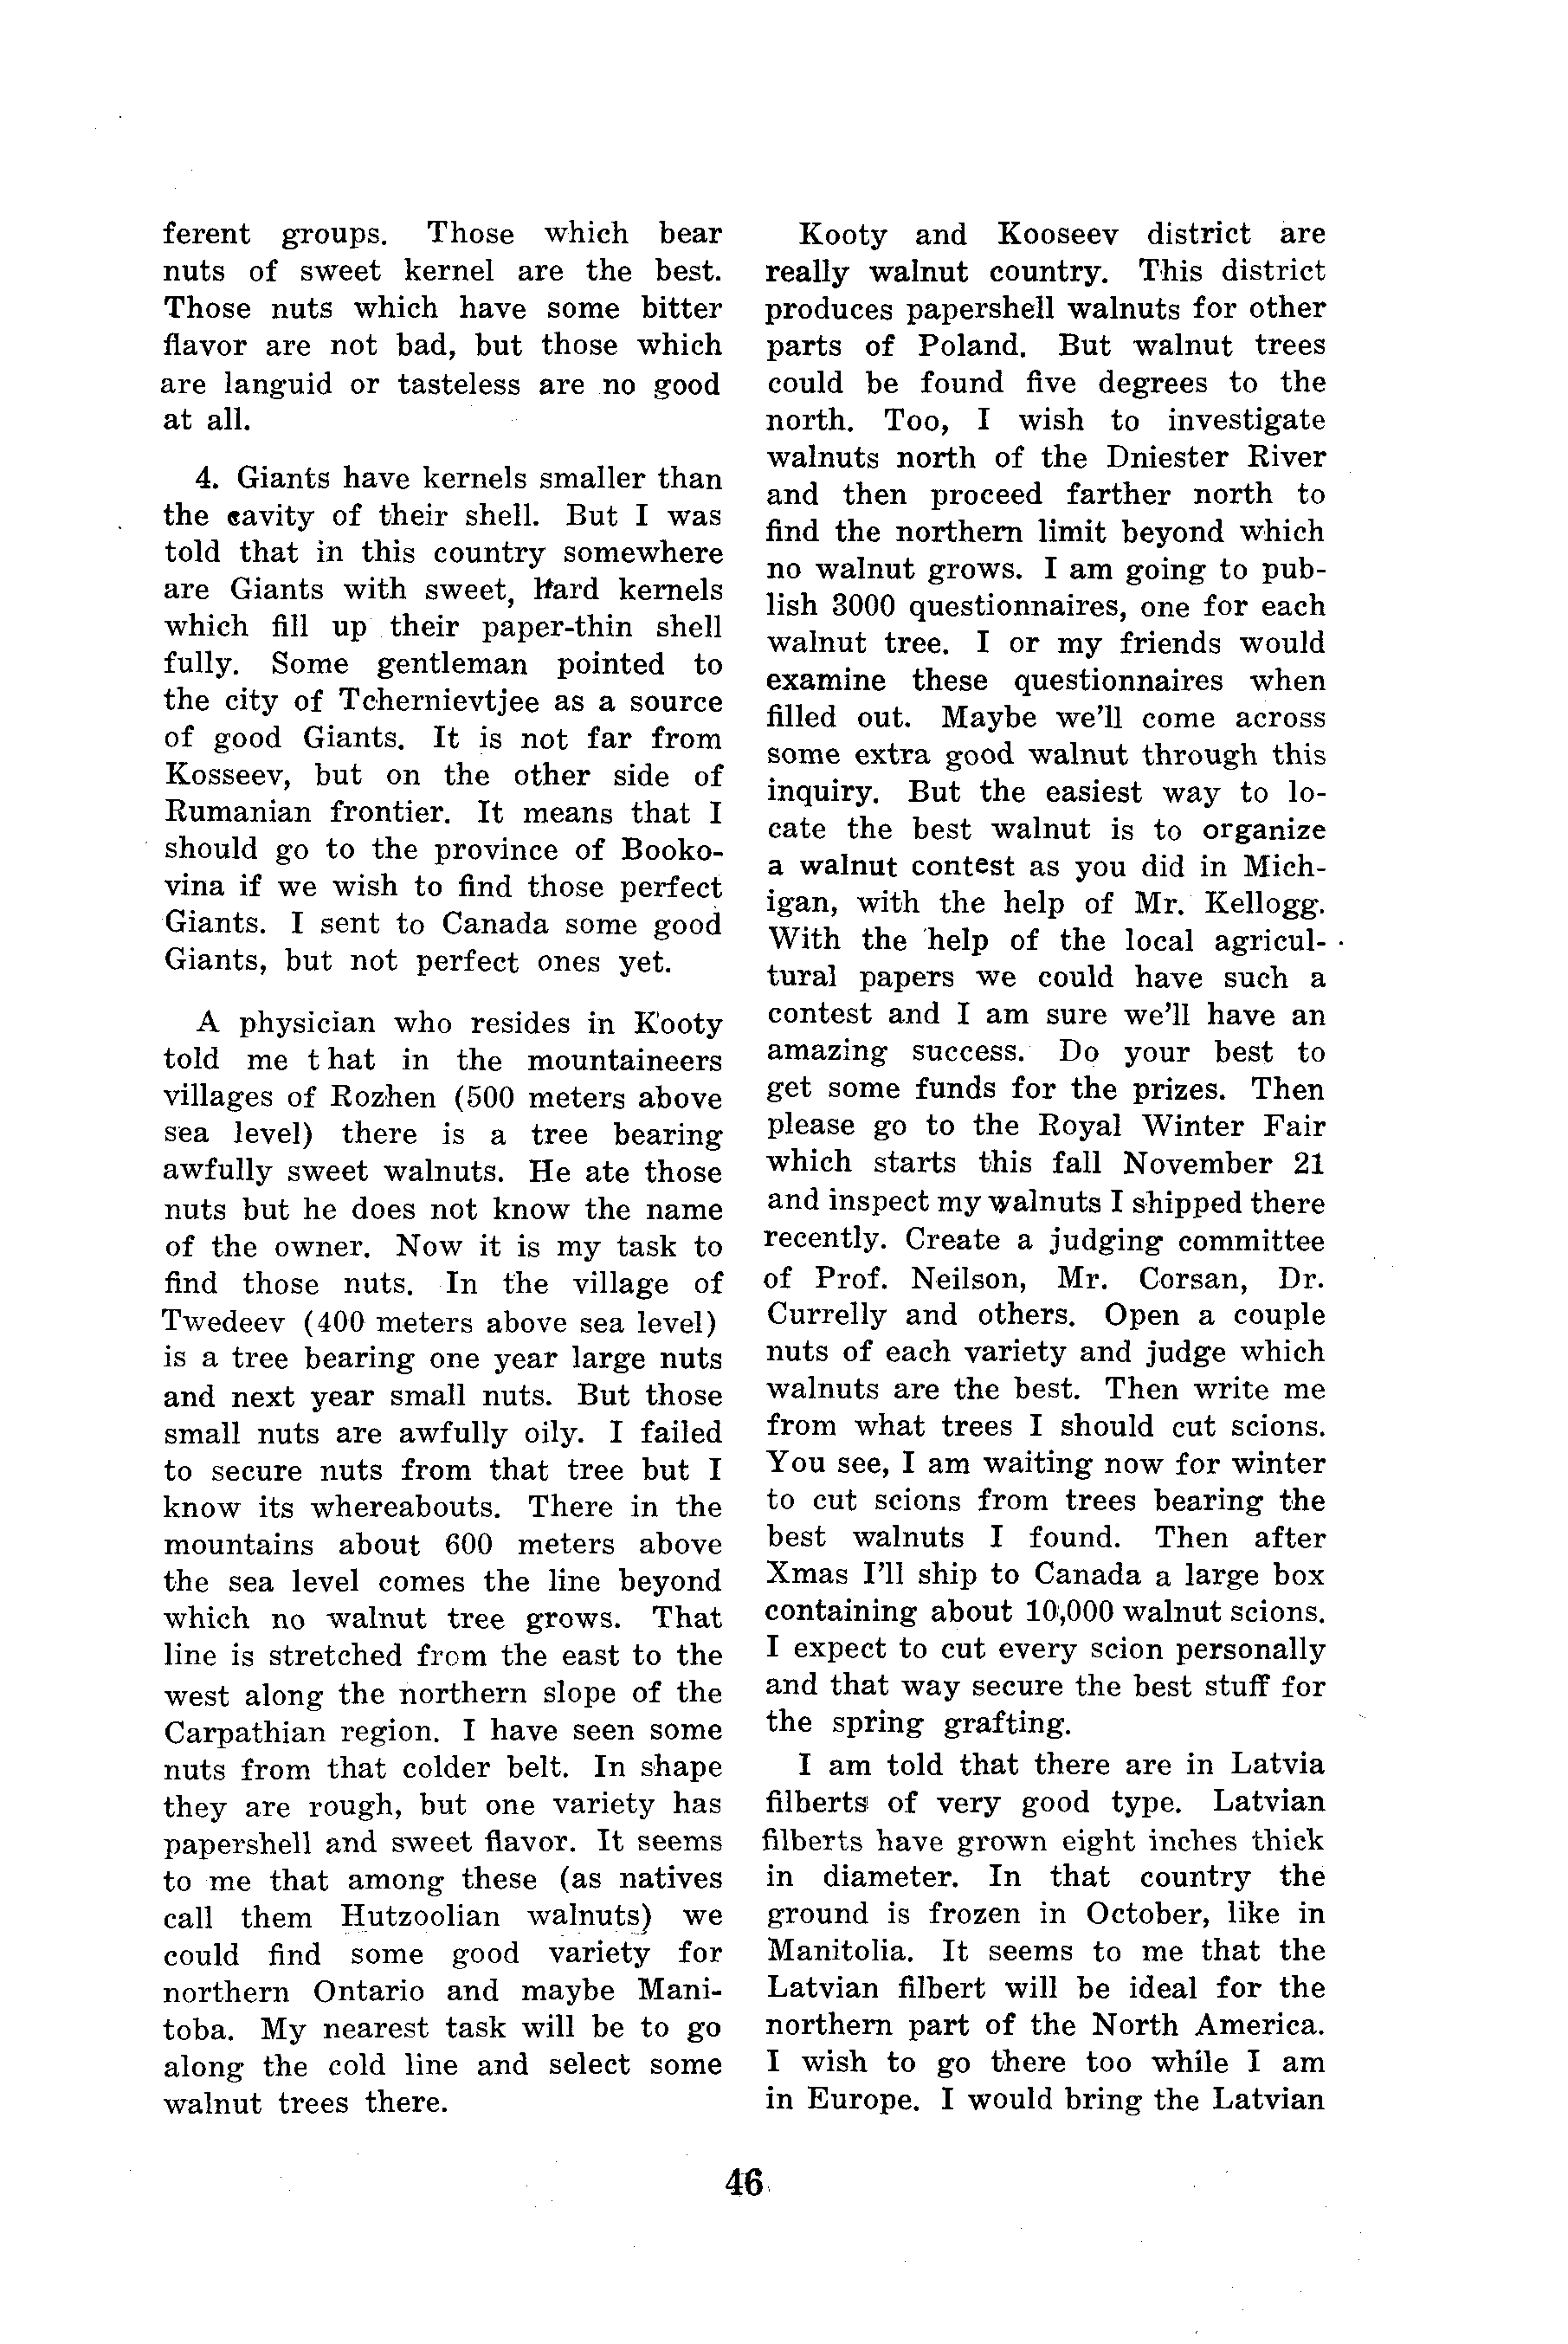 ferent groups. Those which bear
nuts of sweet kernel are the best.
Those nuts which have some bitter
flavor are not bad, but those which
are languid or tasteless are no good
at all.
4. Giants have kernels smaller than
the cavity of their shell. But I was
told that in this country somewhere
are Giants with sweet, hard kernels
which fill up their paper-thin shell
fully. Some gentleman pointed to
the city of Tchernievtjee as a source
of good Giants. It is not far from
Kosseev, but on the other side of
Rumanian frontier. It means that I
should go to the province of Booko-
vina if we wish to find those perfect
Giants. I sent to Canada some good
Giants, but not perfect ones yet.
A physician who resides in Kooty
told me that in the mountaineers
villages of Rozhen (500 meters above
sea level) there is a tree bearing
awfully sweet walnuts. He ate those
nuts but he does not know the name
of the owner. Now it is my task to
find those nuts. In the village of
Twedeev (400 meters above sea level)
is a tree bearing one year large nuts
and next year small nuts. But those
small nuts are awfully oily. I failed
to secure nuts from that tree but I
know its whereabouts. There in the
mountains about 600 meters above
the sea level comes the line beyond
which no walnut tree grows. That
line is stretched from the east to the
west along the northern slope of the
Carpathian region. I have seen some
nuts from that colder belt. In shape
they are rough, but one variety has
papershell and sweet flavor. It seems
to me that among these (as natives
call them Hutzoolian walnuts) we
could find some good variety for
northern Ontario and maybe Mani-
toba. My nearest task will be to go
along the cold line and select some
walnut trees there.
Kooty and Kooseev district are
really walnut country. This district
produces papershell walnuts for other
parts of Poland. But walnut trees
could be found five degrees to the
north. Too, I wish to investigate
walnuts north of the Dniester River
and then proceed farther north to
find the northern limit beyond which
no walnut grows. I am going to pub-
lish 3000 questionnaires, one for each
walnut tree. I or my friends would
examine these questionnaires when
filled out. Maybe we'll come across
some extra good walnut through this
inquiry. But the easiest way to lo-
cate the best walnut is to organize
a walnut contest as you did in Mich-
igan, with the help of Mr. Kellogg.
With the help of the local agricul-
tural papers we could have such a
contest and I am sure we'll have an
amazing success. Do your best to
get some funds for the prizes. Then
please go to the Royal Winter Fair
which starts this fall November 21
and inspect my walnuts I shipped there
recently. Create a judging committee
of Prof. Neilson, Mr. Corsan, Dr.
Currelly and others. Open a couple
nuts of each variety and judge which
walnuts are the best. Then write me
from what trees I should cut scions.
You see, I am waiting now for winter
to cut scions from trees bearing the
best walnuts I found. Then after
Xmas I'll ship to Canada a large box
containing about 10,000 walnut scions.
I expect to cut every scion personally
and that way secure the best stuff for
the spring grafting.
I am told that there are in Latvia
filberts of very good type. Latvian
filberts have grown eight inches thick
in diameter. In that country the
ground is frozen in October, like in
Manitolia. It seems to me that the
Latvian filbert will be ideal for the
northern part of the North America.
I wish to go there too while I am
in Europe. I would bring the Latvian
46